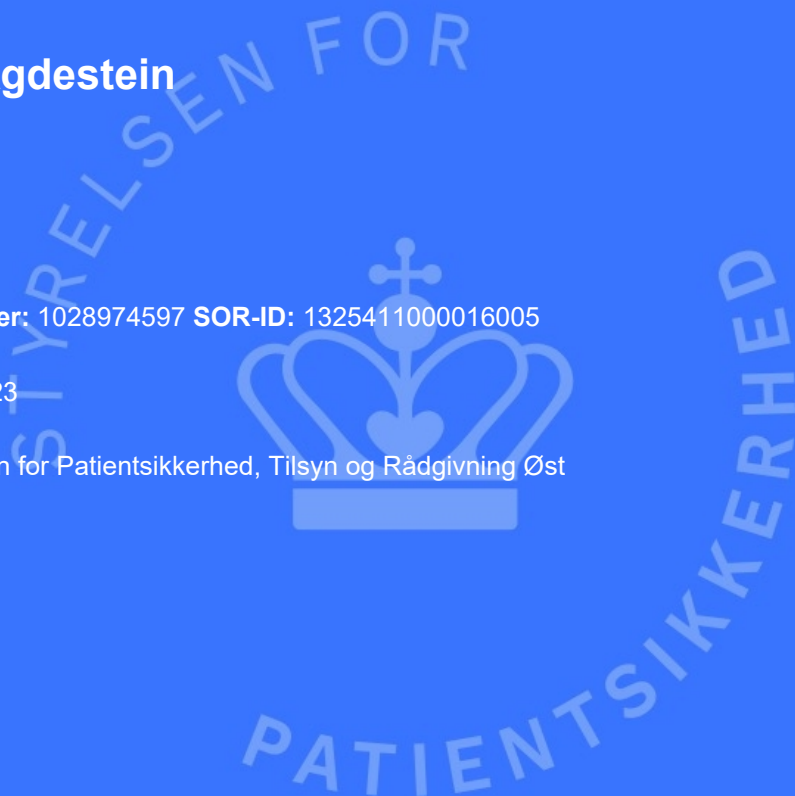 gdestein
er: 1028974597 SOR-ID: 1325411000016005
23
n for Patientsikkerhed, Tilsyn og Rådgivning Øst
STYRELSEN FOR
PATIENTSIKKERHED